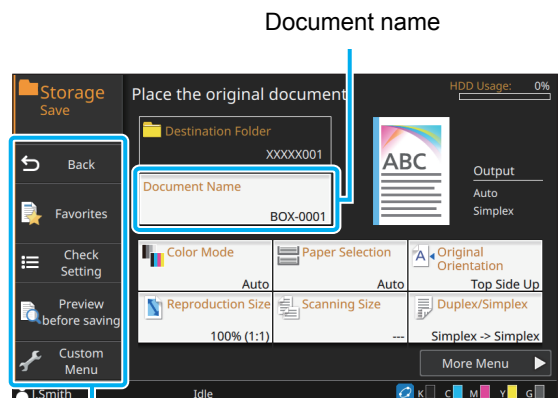 Document name
Storage
Save
Place the original document
HDD Usage: 0%
Destination Folder
XXXXX001
Document Name
BOX-0001
ABC
Output
Auto
Simplex
Back
Favorites
Check
Setting
Preview
before saving
Custom
Menu
Color Mode
Auto
Paper Selection
Auto
Original
Orientation
Top Side Up
Reproduction Size
100% (1:1)
Scanning Size
---
Duplex/Simplex
Simplex -> Simplex
More Menu
J.Smith
Idle
K C M Y G